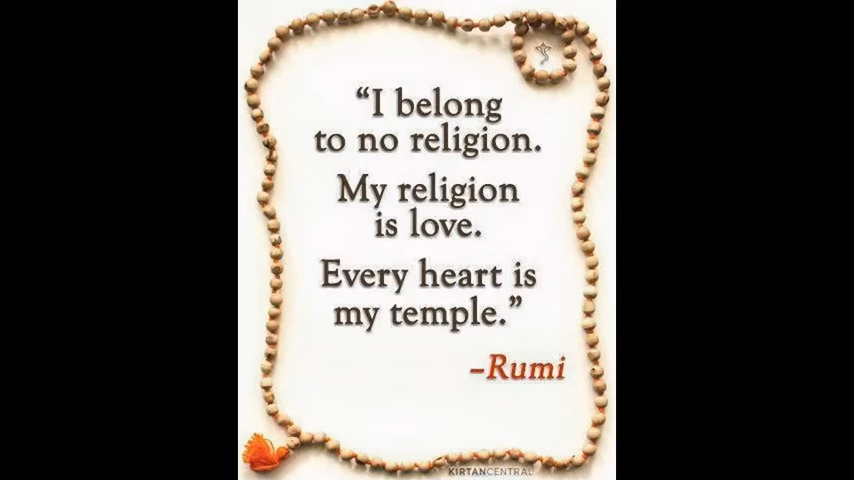 “I belong
to no religion.
My religion
is love.
Every heart is
my temple.”
–Rumi
KIRTANCENTRAL